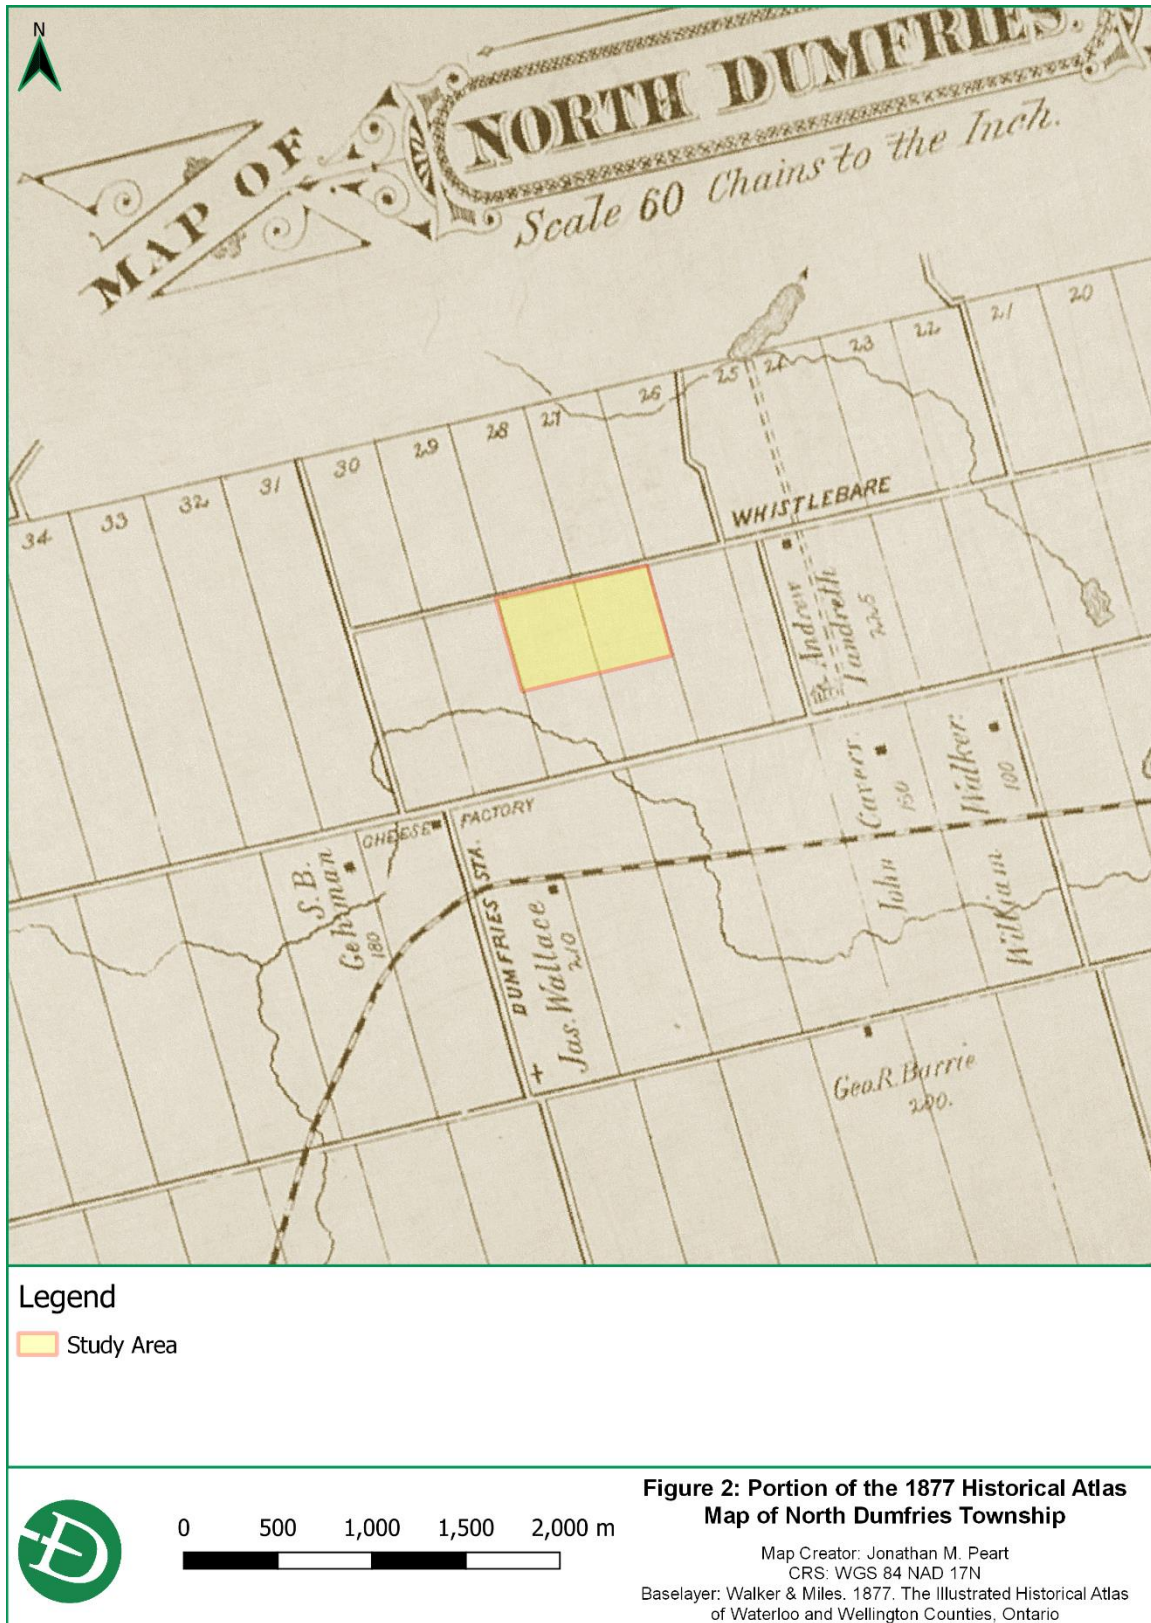 N
MAP OF
NORTH DUMFRIES.
Scale 60 Chains to the Inch.
20
21
22
23
24
25
26
27
28
29
30
31
32
33
34
WHISTLEBARE
Andrew
Landreth
225
CHEESE FACTORY
S.B.
Gehman
180
DUMFRIES STA.
Jas. Wallace
210
John Cavers.
150
William Walker.
100
Geo. R. Barrie
200.
Legend
Study Area
0 500 1,000 1,500 2,000 m
Figure 2: Portion of the 1877 Historical Atlas
Map of North Dumfries Township
Map Creator: Jonathan M. Peart
CRS: WGS 84 NAD 17N
Baselayer: Walker & Miles. 1877. The Illustrated Historical Atlas
of Waterloo and Wellington Counties, Ontario